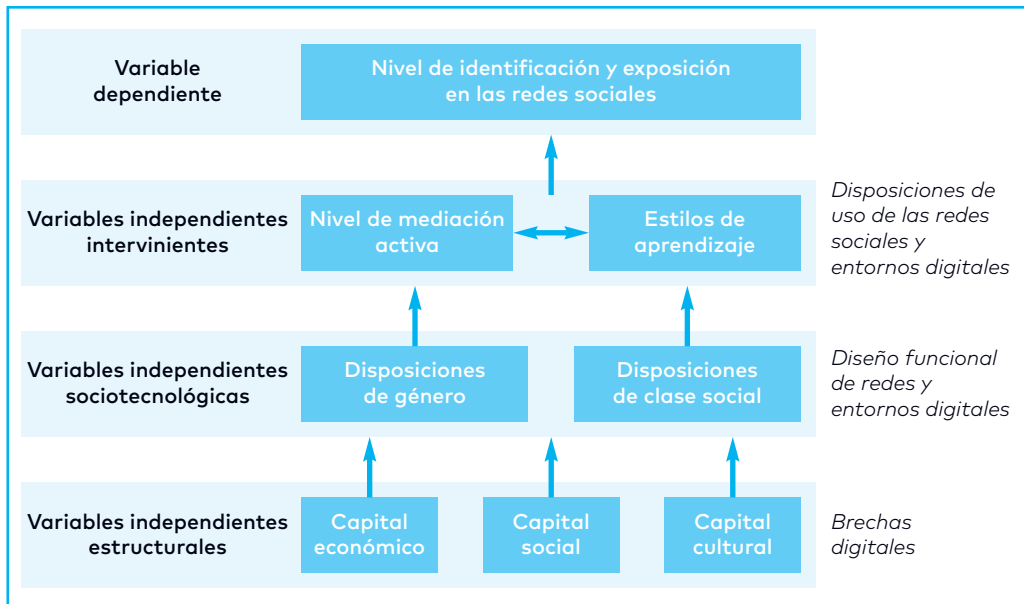 Variable
dependiente
Nivel de identificación y exposición
en las redes sociales
Variables independientes
intervinientes
Nivel de mediación
activa
Estilos de
aprendizaje
Disposiciones de
uso de las redes
sociales y
entornos digitales
Variables independientes
sociotecnológicas
Disposiciones
de género
Disposiciones
de clase social
Diseño funcional
de redes y
entornos digitales
Variables independientes
estructurales
Capital
económico
Capital
social
Capital
cultural
Brechas
digitales